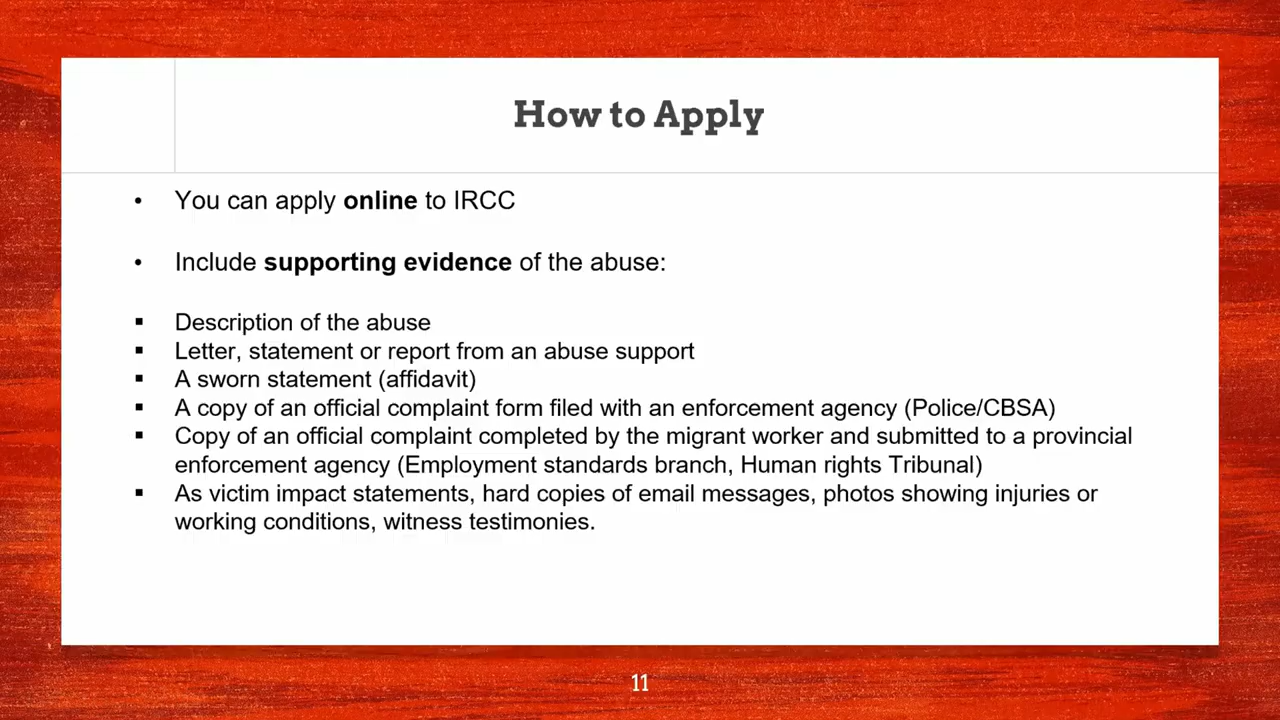 How to Apply
• You can apply online to IRCC
• Include supporting evidence of the abuse:
▪ Description of the abuse
▪ Letter, statement or report from an abuse support
▪ A sworn statement (affidavit)
▪ A copy of an official complaint form filed with an enforcement agency (Police/CBSA)
▪ Copy of an official complaint completed by the migrant worker and submitted to a provincial
enforcement agency (Employment standards branch, Human rights Tribunal)
▪ As victim impact statements, hard copies of email messages, photos showing injuries or
working conditions, witness testimonies.
11